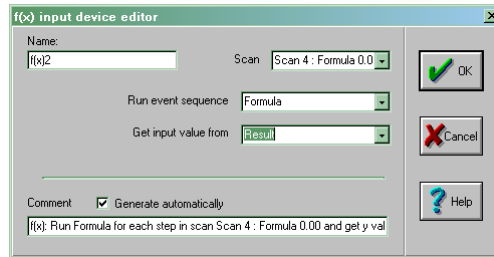 f(x) input device editor
Name:
f(x)2
Scan
Scan 4 : Formula 0.0
Run event sequence
Formula
Get input value from
Result
Comment
Generate automatically
f(x): Run Formula for each step in scan Scan 4 : Formula 0.00 and get y val
OK
Cancel
Help